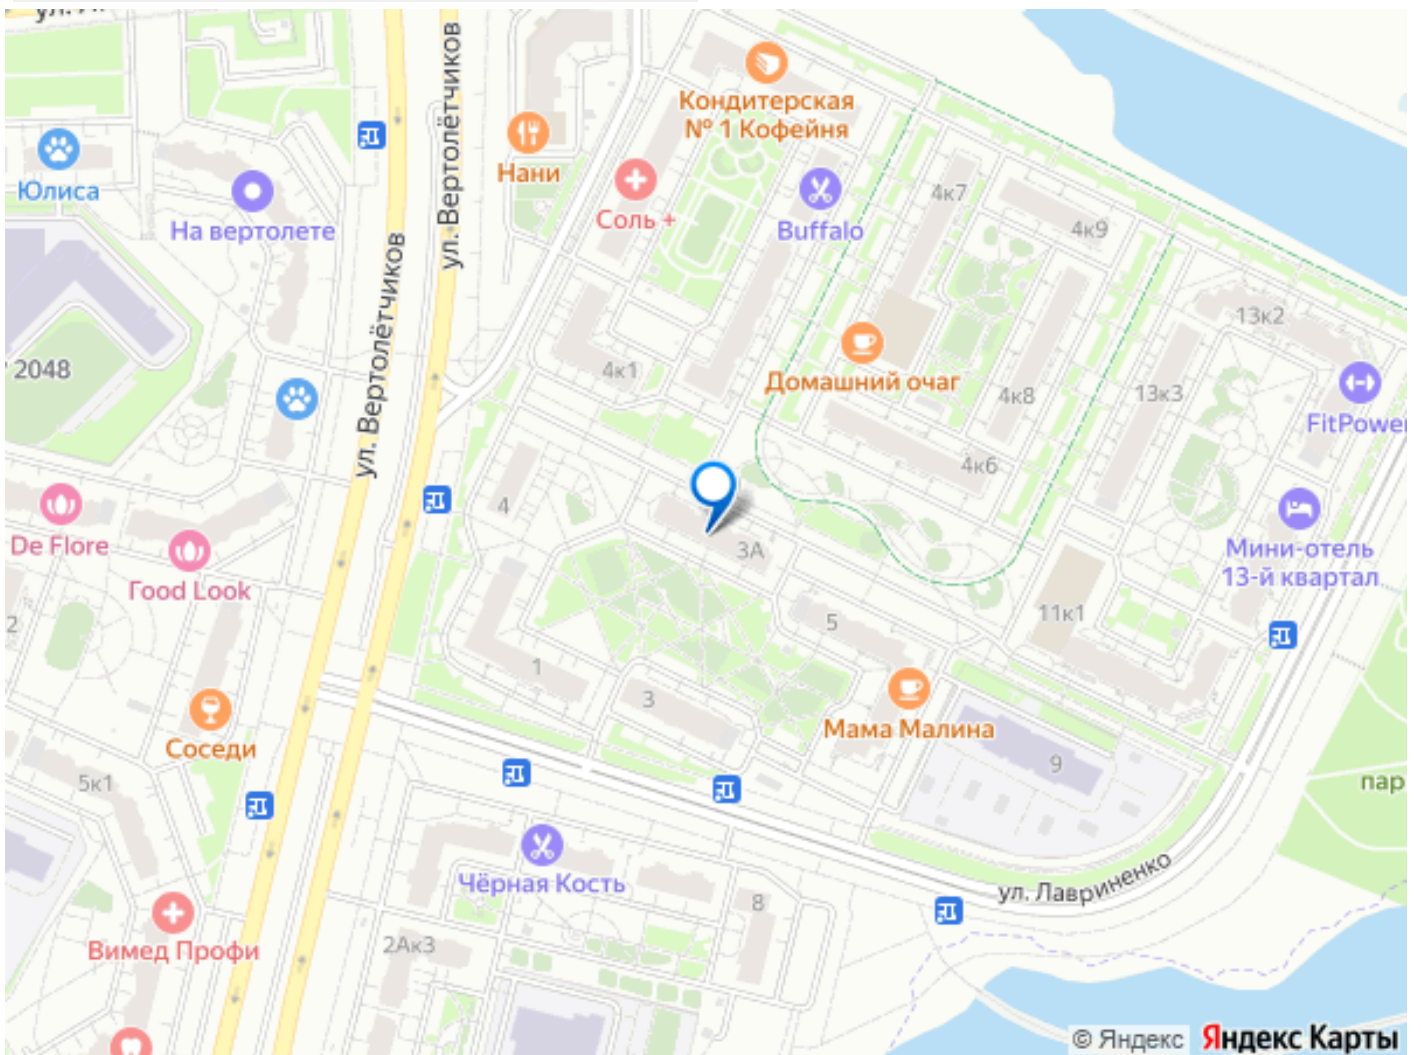 ул. Вертолётчиков
Кондитерская
№ 1 Кофейня
Нани
Юлиса
На вертолете
Соль +
Buffalo
4к7
4к9
ул. Вертолётчиков
13к2
2048
4к1
Домашний очаг
4к8
13к3
FitPower
4к6
4
De Flore
Food Look
3А
Мини-отель
13-й квартал
2
5
11к1
1
3
Мама Малина
Соседи
9
5к1
пар
Чёрная Кость
ул. Лавриненко
8
Вимед Профи
2Ак3
© Яндекс Яндекс Карты